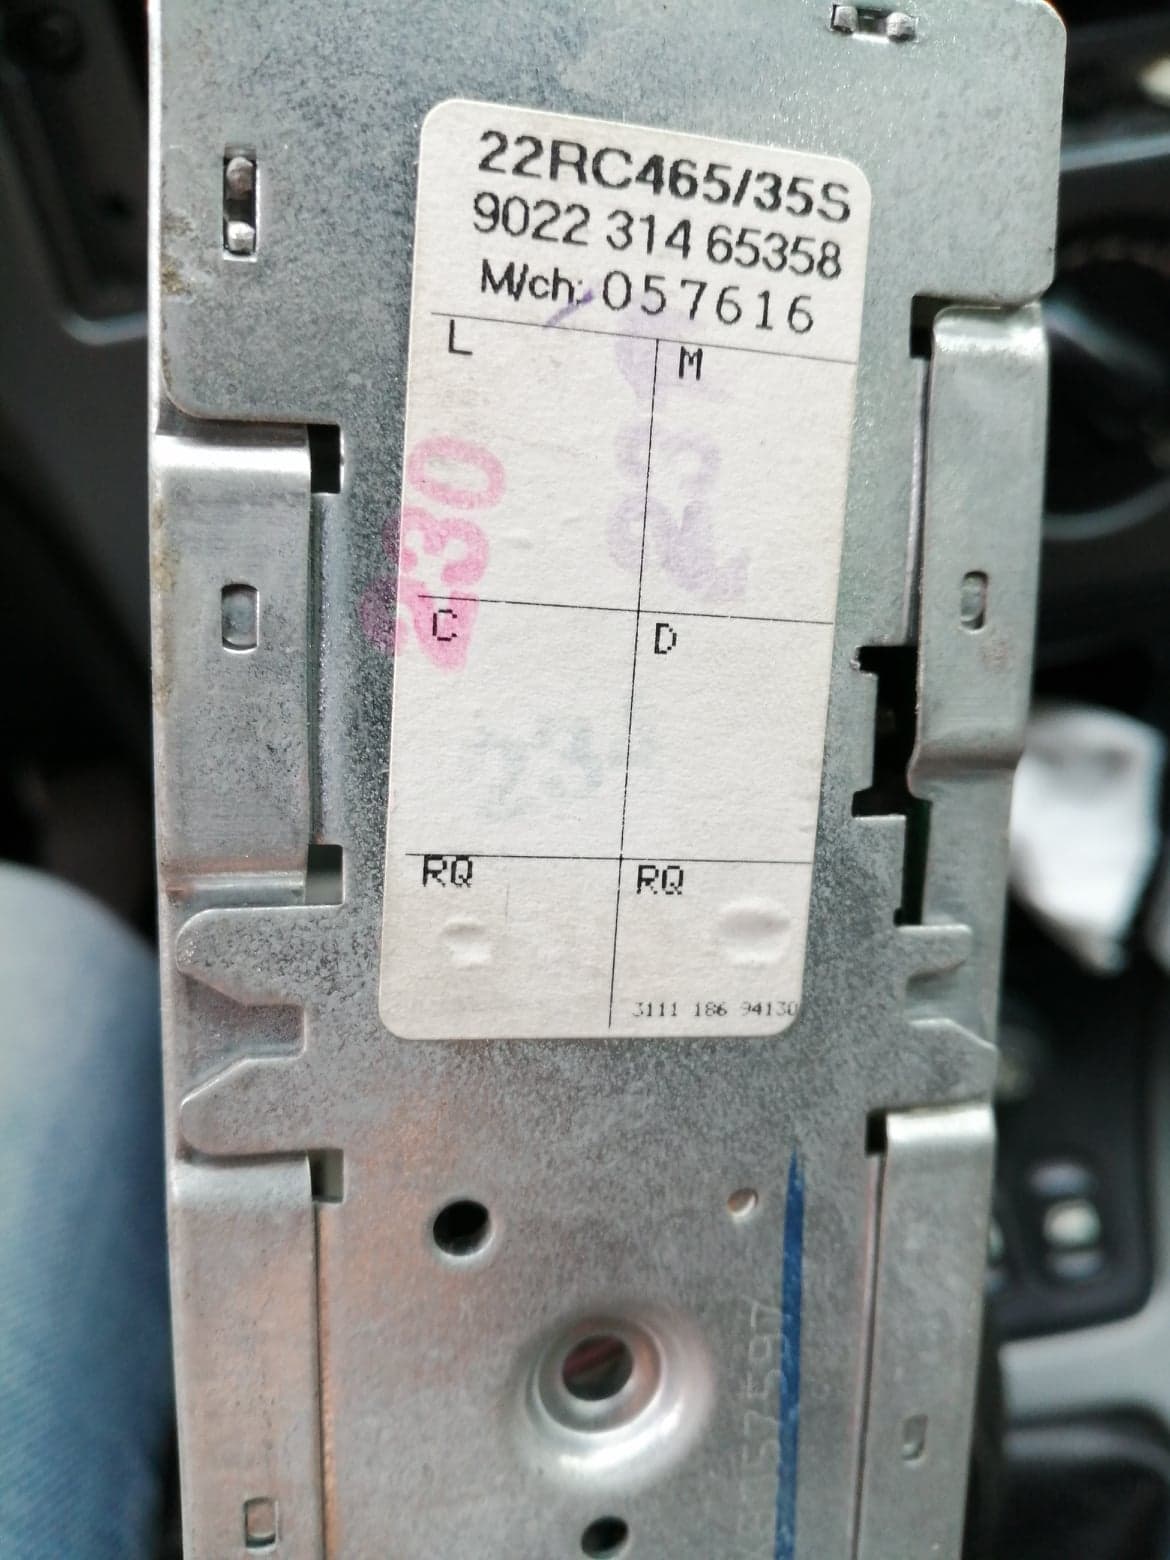 22RC465/35S
9022 314 65358
M/ch: 057616
L
M
230
C
D
RQ
RQ
3111 186 94130